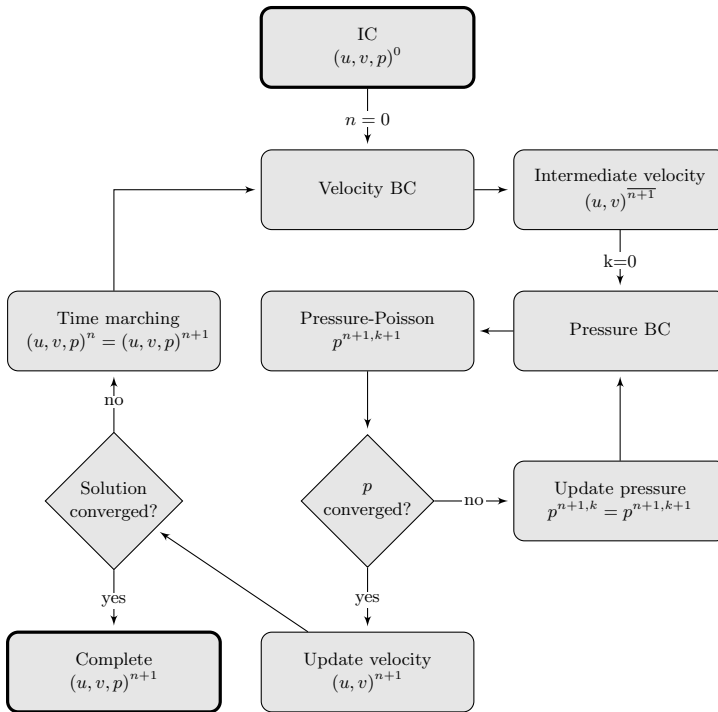 IC
$(u, v, p)^0$
$n = 0$
Velocity BC
Intermediate velocity
$(u, v)^{\overline{n+1}}$
k=0
Time marching
$(u, v, p)^n = (u, v, p)^{n+1}$
Pressure-Poisson
$p^{n+1,k+1}$
Pressure BC
no
Solution
converged?
$p$
converged?
no
Update pressure
$p^{n+1,k} = p^{n+1,k+1}$
yes
yes
Complete
$(u, v, p)^{n+1}$
Update velocity
$(u, v)^{n+1}$